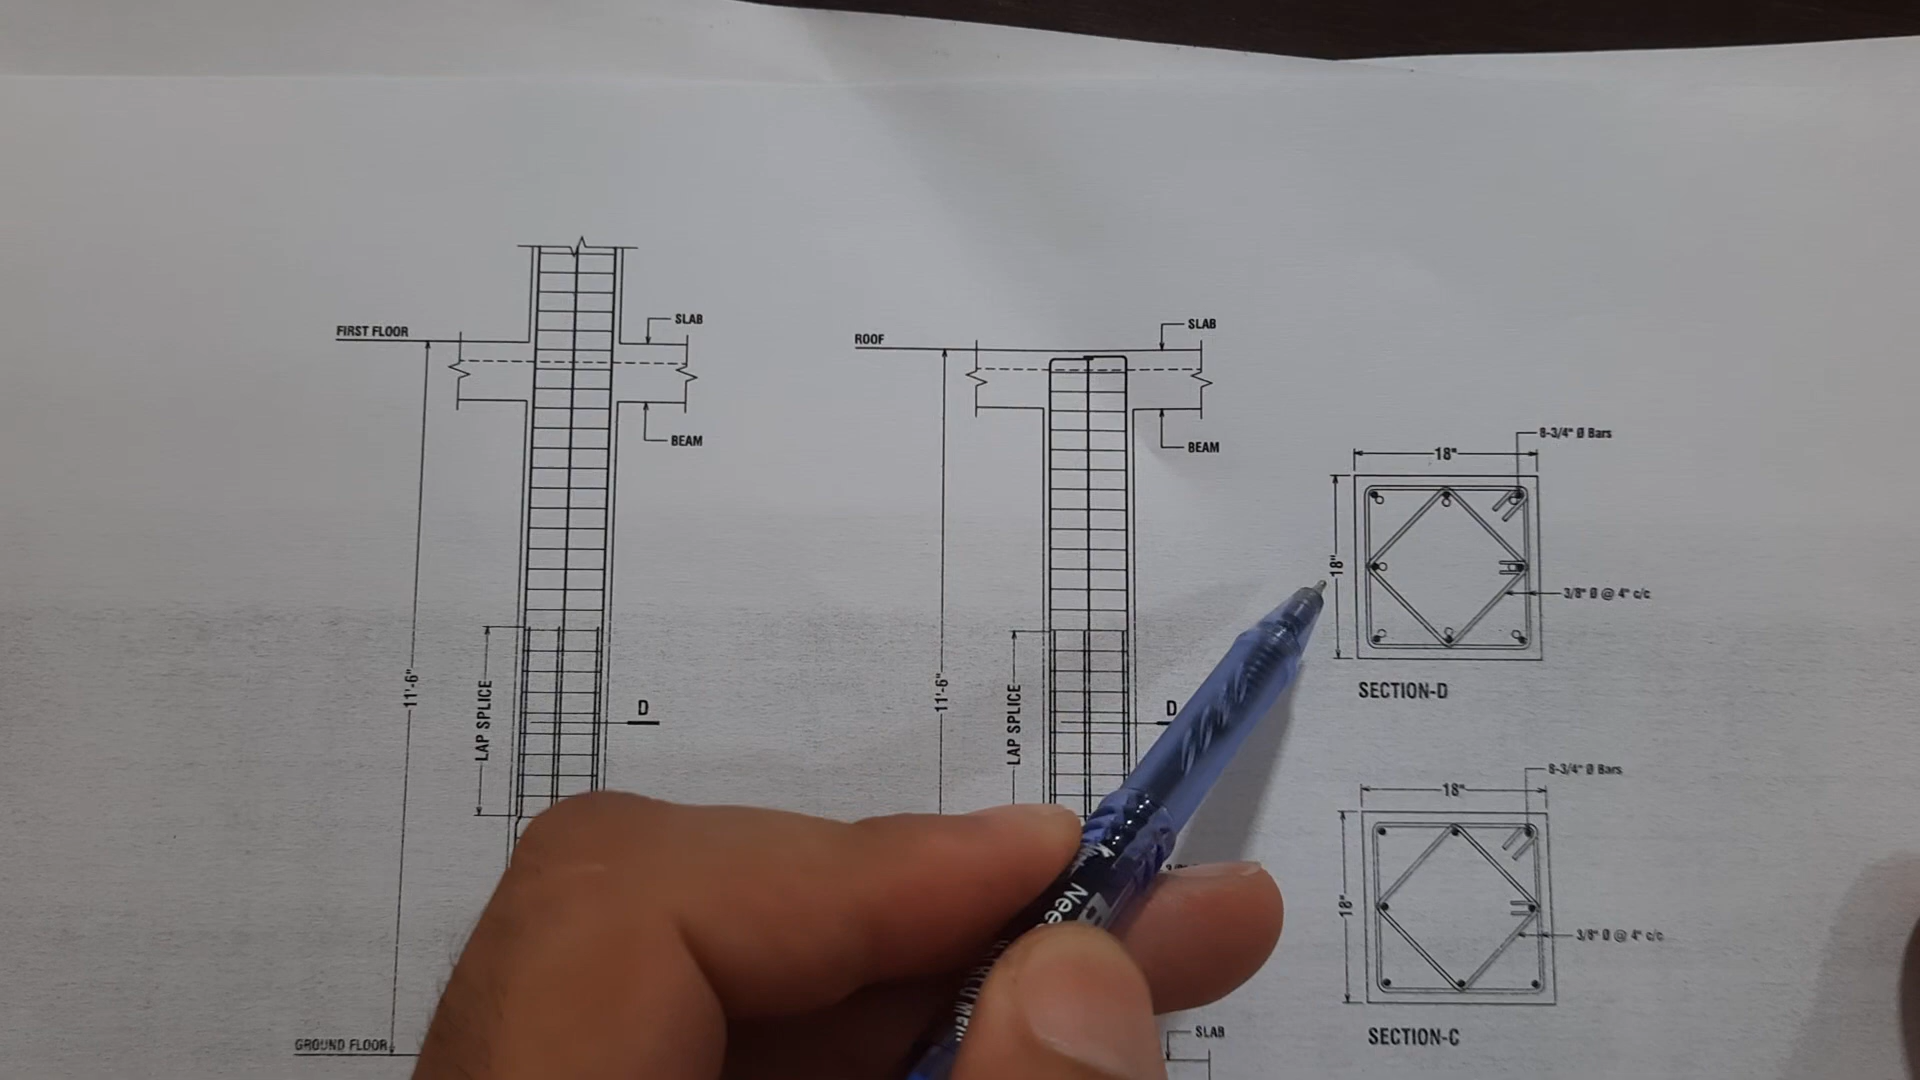 FIRST FLOOR
SLAB
BEAM
11'-6"
LAP SPLICE
D
GROUND FLOOR
ROOF
SLAB
BEAM
11'-6"
LAP SPLICE
D
SLAB
8-3/4" Ø Bars
18"
18"
3/8" Ø @ 4" c/c
SECTION-D
8-3/4" Ø Bars
18"
18"
3/8" Ø @ 4" c/c
SECTION-C